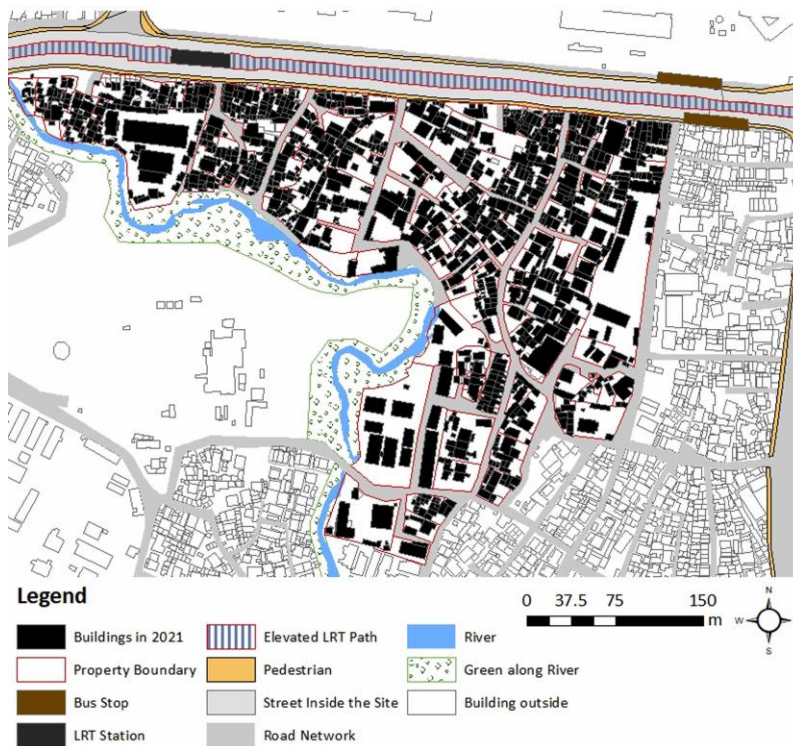 Legend
0 37.5 75 150
m
N
W
S
Buildings in 2021
Elevated LRT Path
River
Property Boundary
Pedestrian
Green along River
Bus Stop
Street Inside the Site
Building outside
LRT Station
Road Network